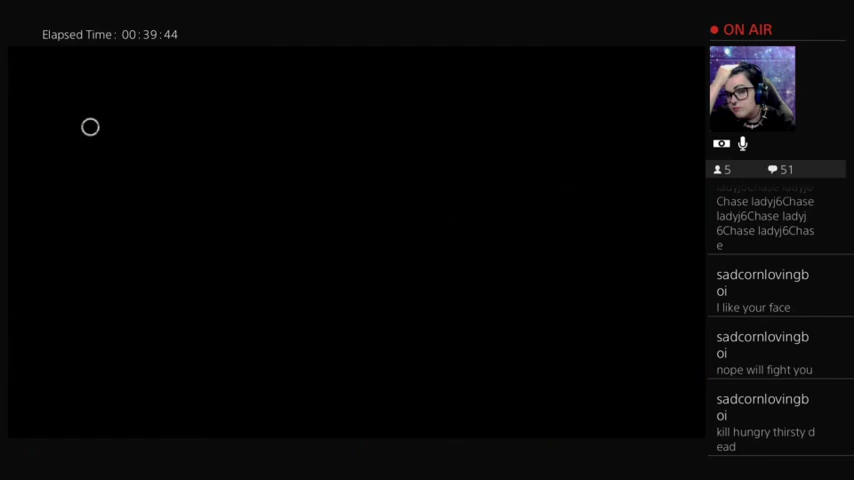 Elapsed Time: 00:39:44
ON AIR
5 51
Chase ladyj6Chase
ladyj6Chase ladyj
6Chase ladyj6Chas
e
sadcornlovingb
oi
I like your face
sadcornlovingb
oi
nope will fight you
sadcornlovingb
oi
kill hungry thirsty d
ead